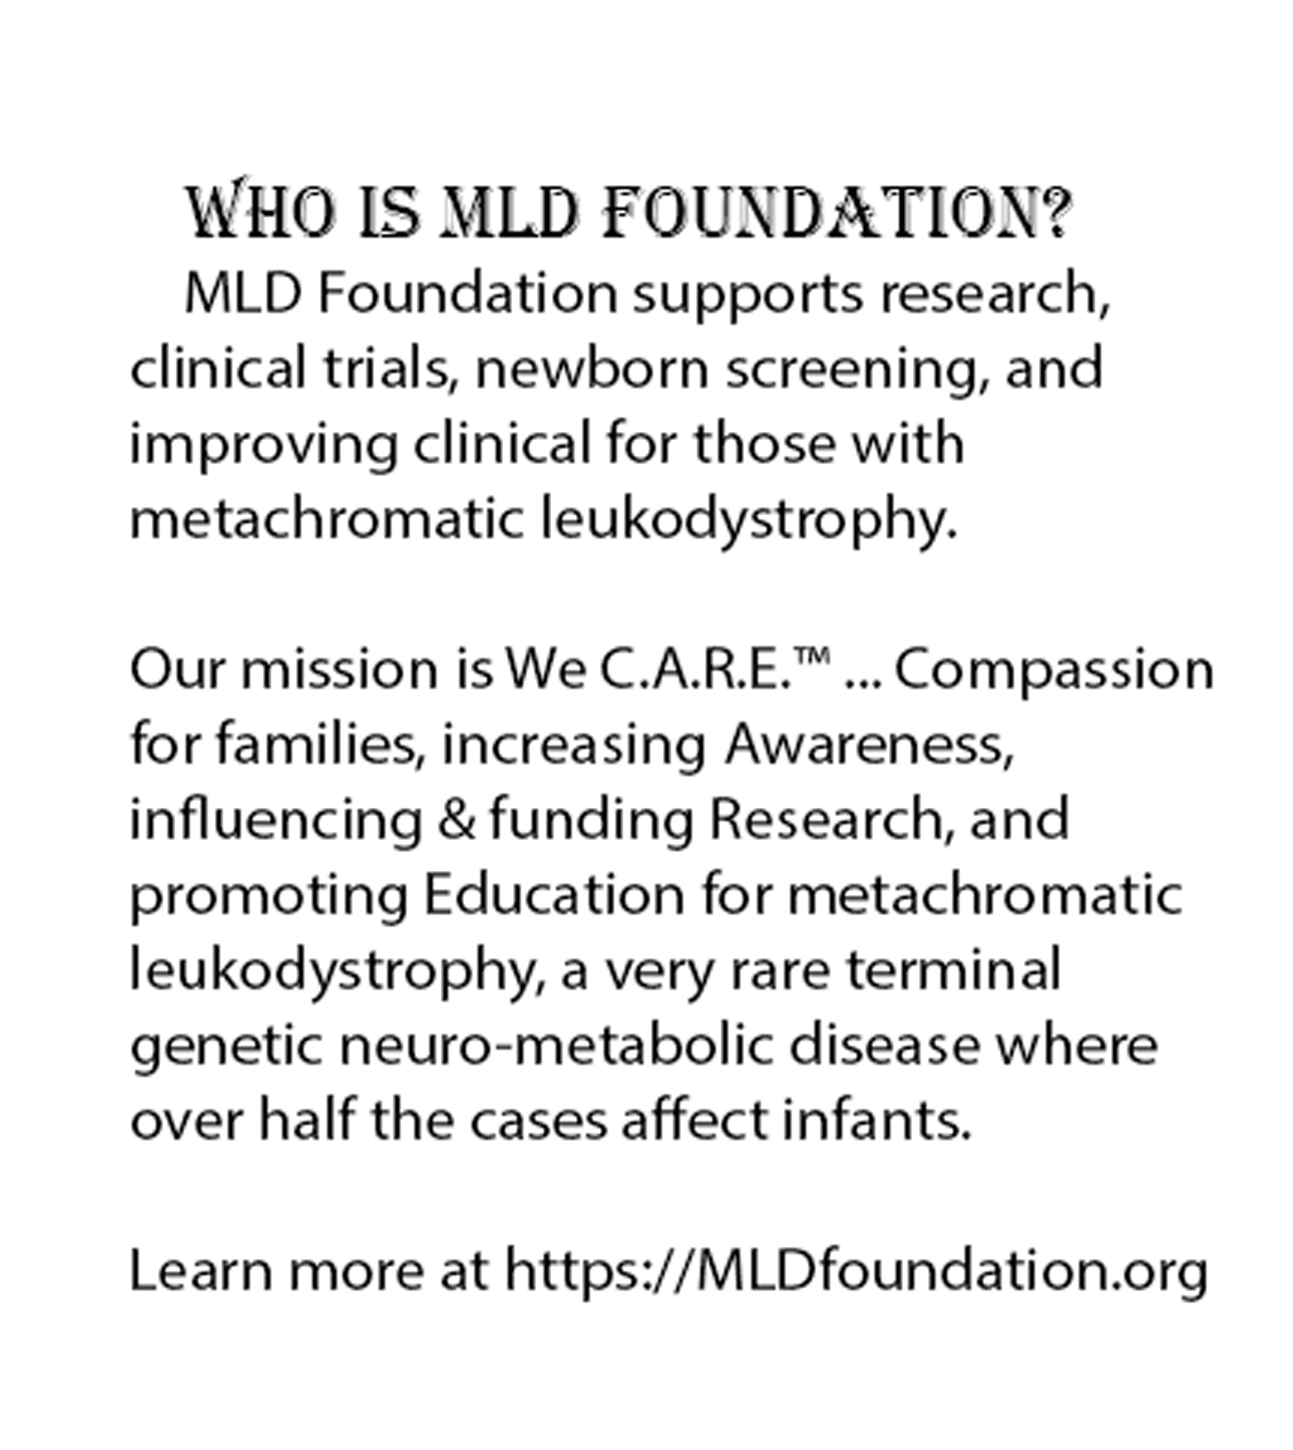 WHO IS MLD FOUNDATION?
MLD Foundation supports research,
clinical trials, newborn screening, and
improving clinical for those with
metachromatic leukodystrophy.
Our mission is We C.A.R.E.™ ... Compassion
for families, increasing Awareness,
influencing & funding Research, and
promoting Education for metachromatic
leukodystrophy, a very rare terminal
genetic neuro-metabolic disease where
over half the cases affect infants.
Learn more at https://MLDfoundation.org